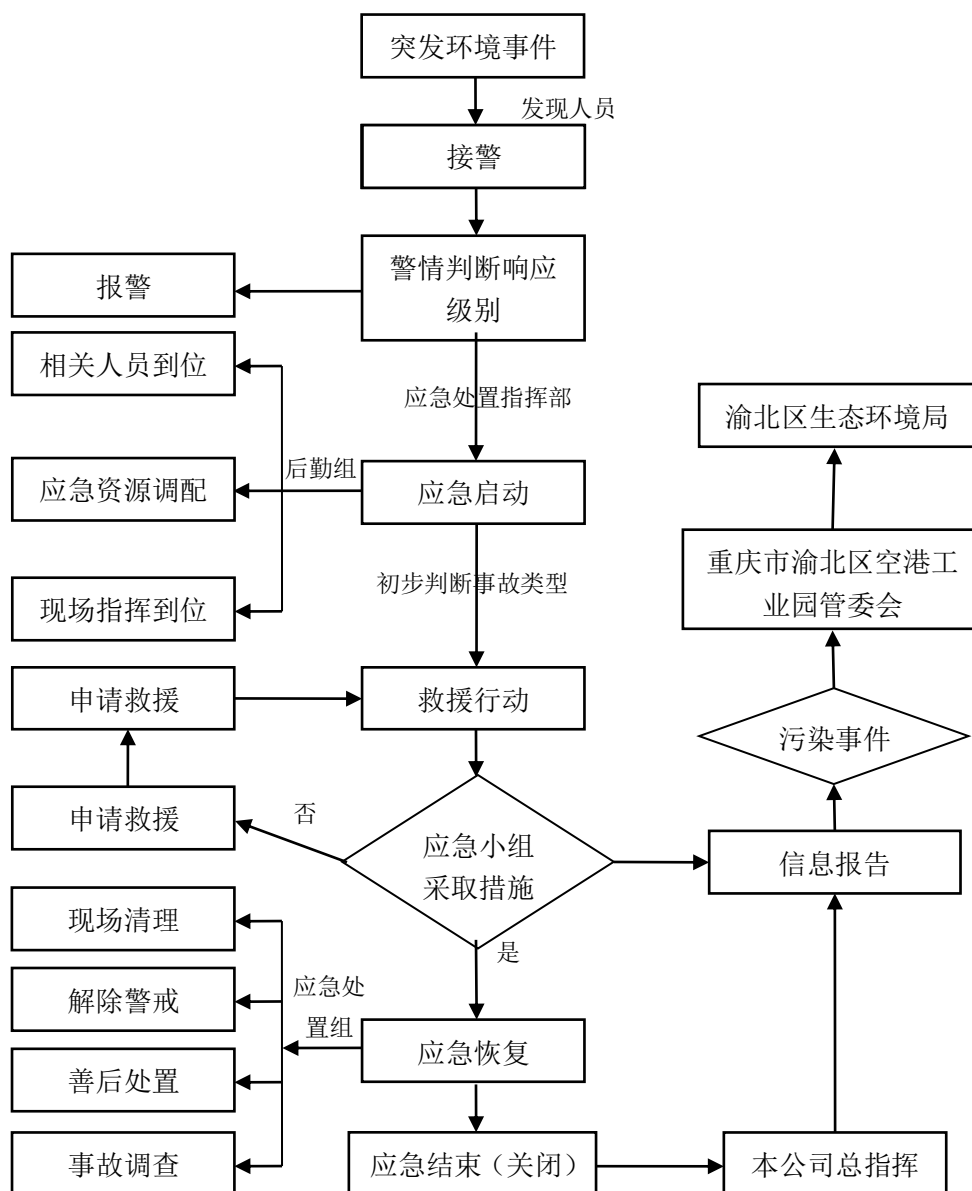 突发环境事件
发现人员
接警
警情判断响应
级别
报警
相关人员到位
应急处置指挥部
渝北区生态环境局
后勤组
应急资源调配
应急启动
重庆市渝北区空港工
业园管委会
初步判断事故类型
现场指挥到位
申请救援
救援行动
污染事件
申请救援
否
应急小组
采取措施
信息报告
现场清理
是
解除警戒
应急处
置组
应急恢复
善后处置
事故调查
应急结束（关闭）
本公司总指挥